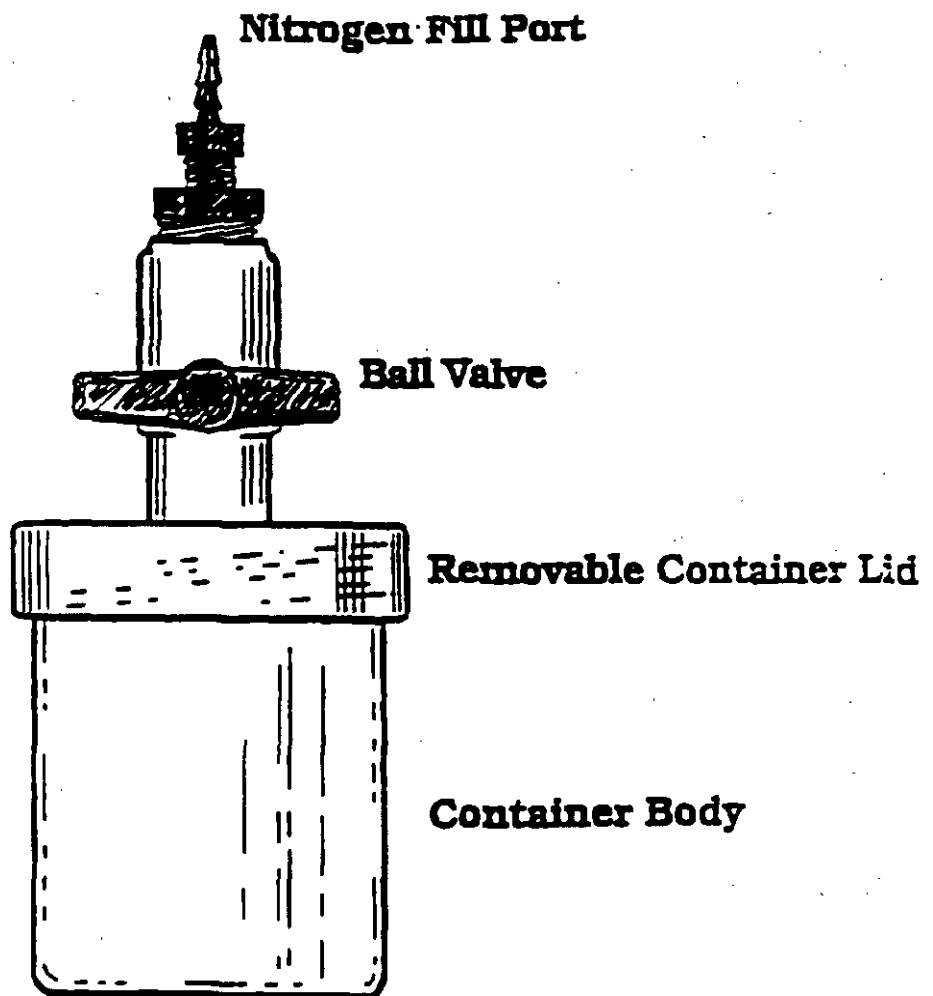 Nitrogen Fill Port
Ball Valve
Removable Container Lid
Container Body